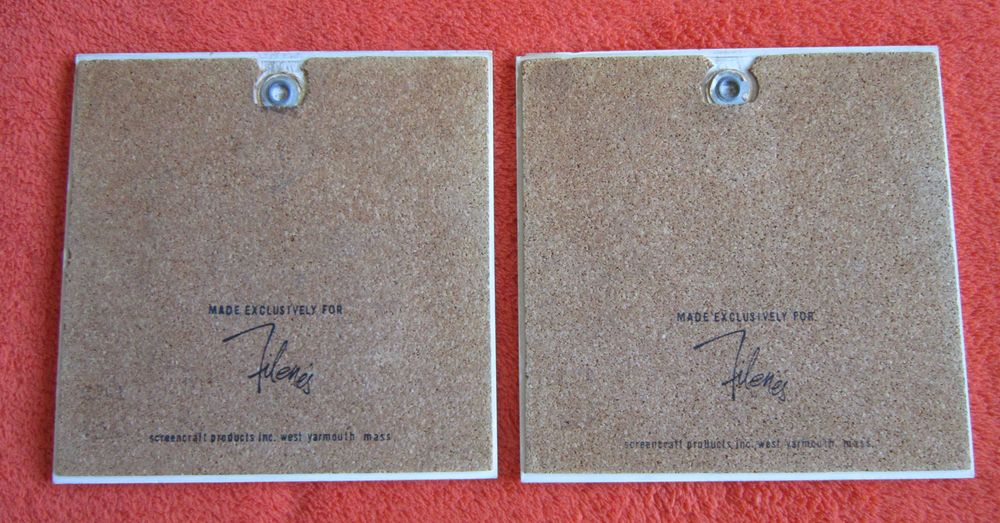 MADE EXCLUSIVELY FOR
Filene's
screencraft products inc. west yarmouth mass.
MADE EXCLUSIVELY FOR
Filene's
screencraft products inc. west yarmouth mass.